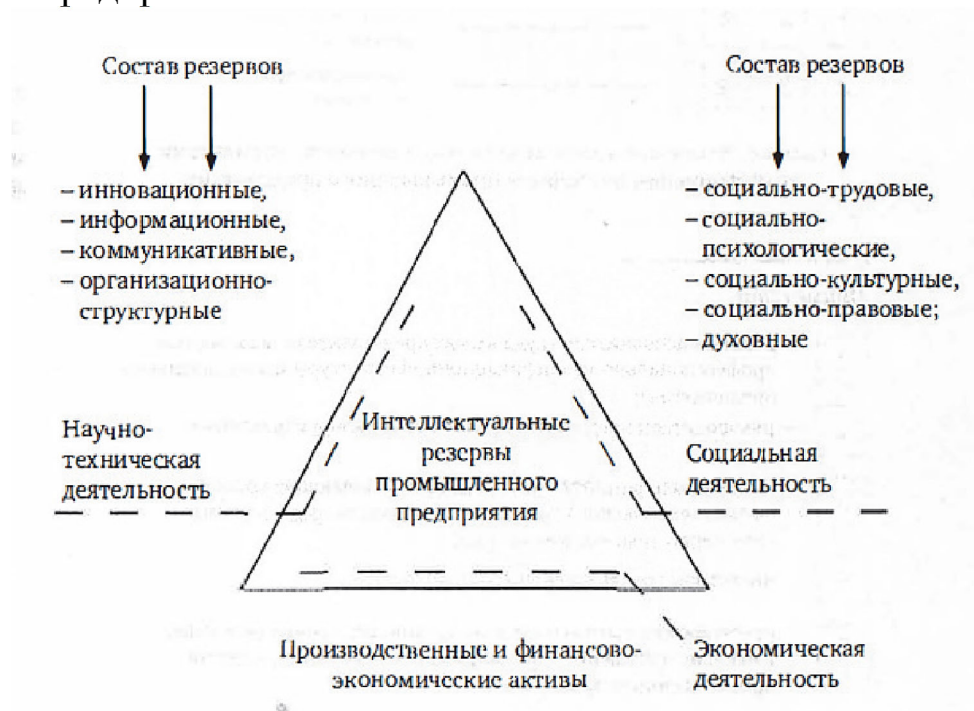 Состав резервов
– инновационные,
– информационные,
– коммуникативные,
– организационно-
структурные
Состав резервов
– социально-трудовые,
– социально-
психологические,
– социально-культурные,
– социально-правовые;
– духовные
Научно-
техническая
деятельность
Интеллектуальные
резервы
промышленного
предприятия
Социальная
деятельность
Производственные и финансово-
экономические активы
Экономическая
деятельность